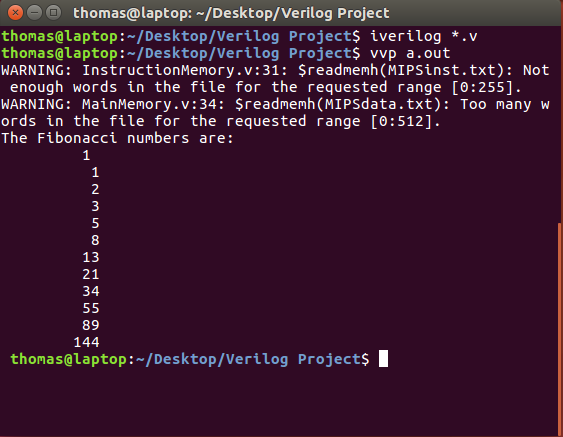 thomas@laptop: ~/Desktop/Verilog Project
thomas@laptop:~/Desktop/Verilog Project$ iverilog *.v
thomas@laptop:~/Desktop/Verilog Project$ vvp a.out
WARNING: InstructionMemory.v:31: $readmemh(MIPSinst.txt): Not
 enough words in the file for the requested range [0:255].
WARNING: MainMemory.v:34: $readmemh(MIPSdata.txt): Too many w
ords in the file for the requested range [0:512].
The Fibonacci numbers are:
1
1
2
3
5
8
13
21
34
55
89
144
thomas@laptop:~/Desktop/Verilog Project$